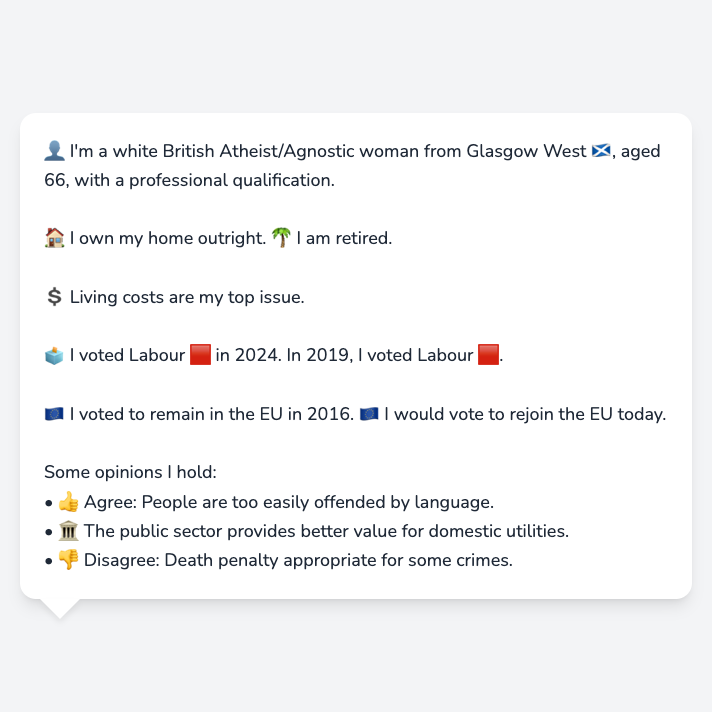 👤 I'm a white British Atheist/Agnostic woman from Glasgow West 🏴󠁧󠁢󠁳󠁣󠁴󠁿, aged
66, with a professional qualification.
🏠 I own my home outright. 🌴 I am retired.
💲 Living costs are my top issue.
🗳️ I voted Labour 🟥 in 2024. In 2019, I voted Labour 🟥.
🇪🇺 I voted to remain in the EU in 2016. 🇪🇺 I would vote to rejoin the EU today.
Some opinions I hold:
• 👍 Agree: People are too easily offended by language.
• 🏛️ The public sector provides better value for domestic utilities.
• 👎 Disagree: Death penalty appropriate for some crimes.